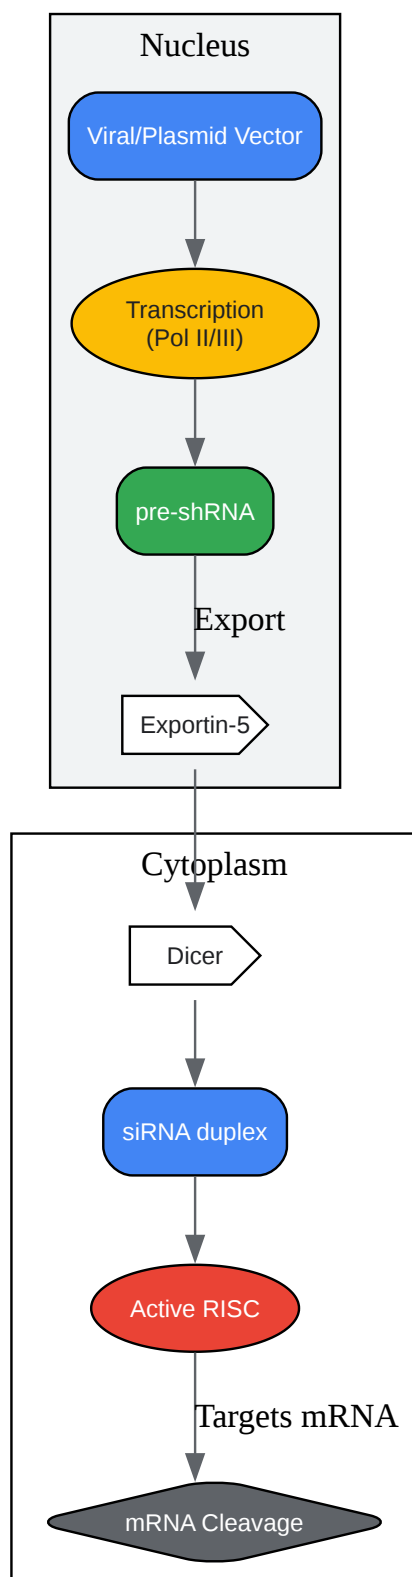 Nucleus
Viral/Plasmid Vector
Transcription
(Pol II/III)
pre-shRNA
Export
Exportin-5
Cytoplasm
Dicer
siRNA duplex
Active RISC
Targets mRNA
mRNA Cleavage